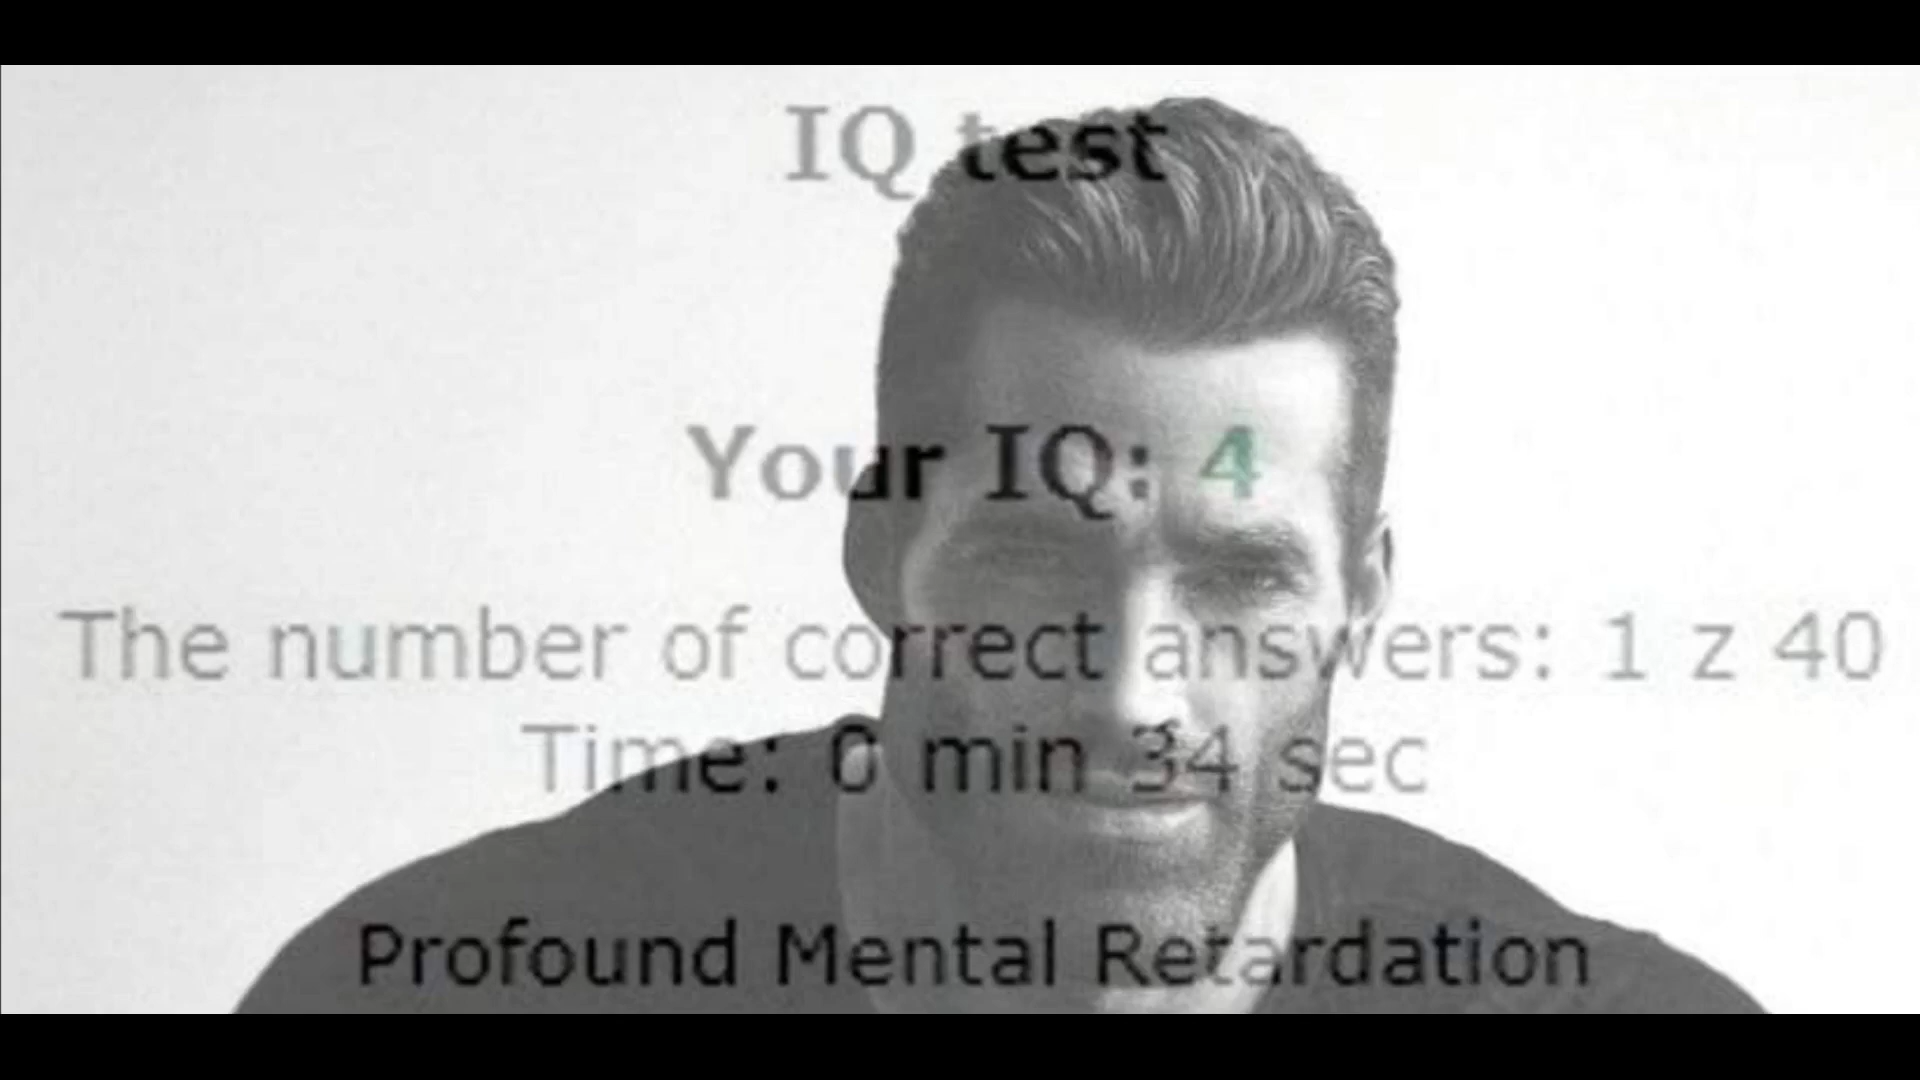 IQ test
Your IQ: 4
The number of correct answers: 1 z 40
Time: 0 min 34 sec
Profound Mental Retardation